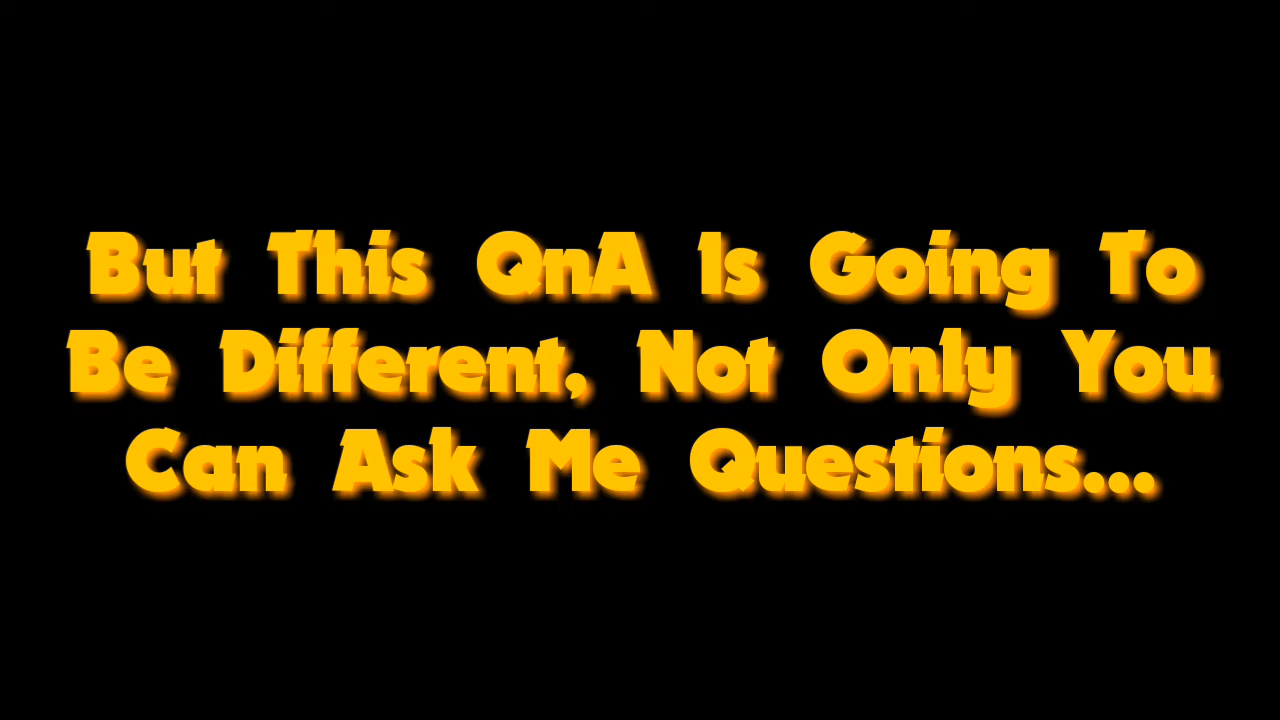 But This QnA Is Going To
Be Different, Not Only You
Can Ask Me Questions...